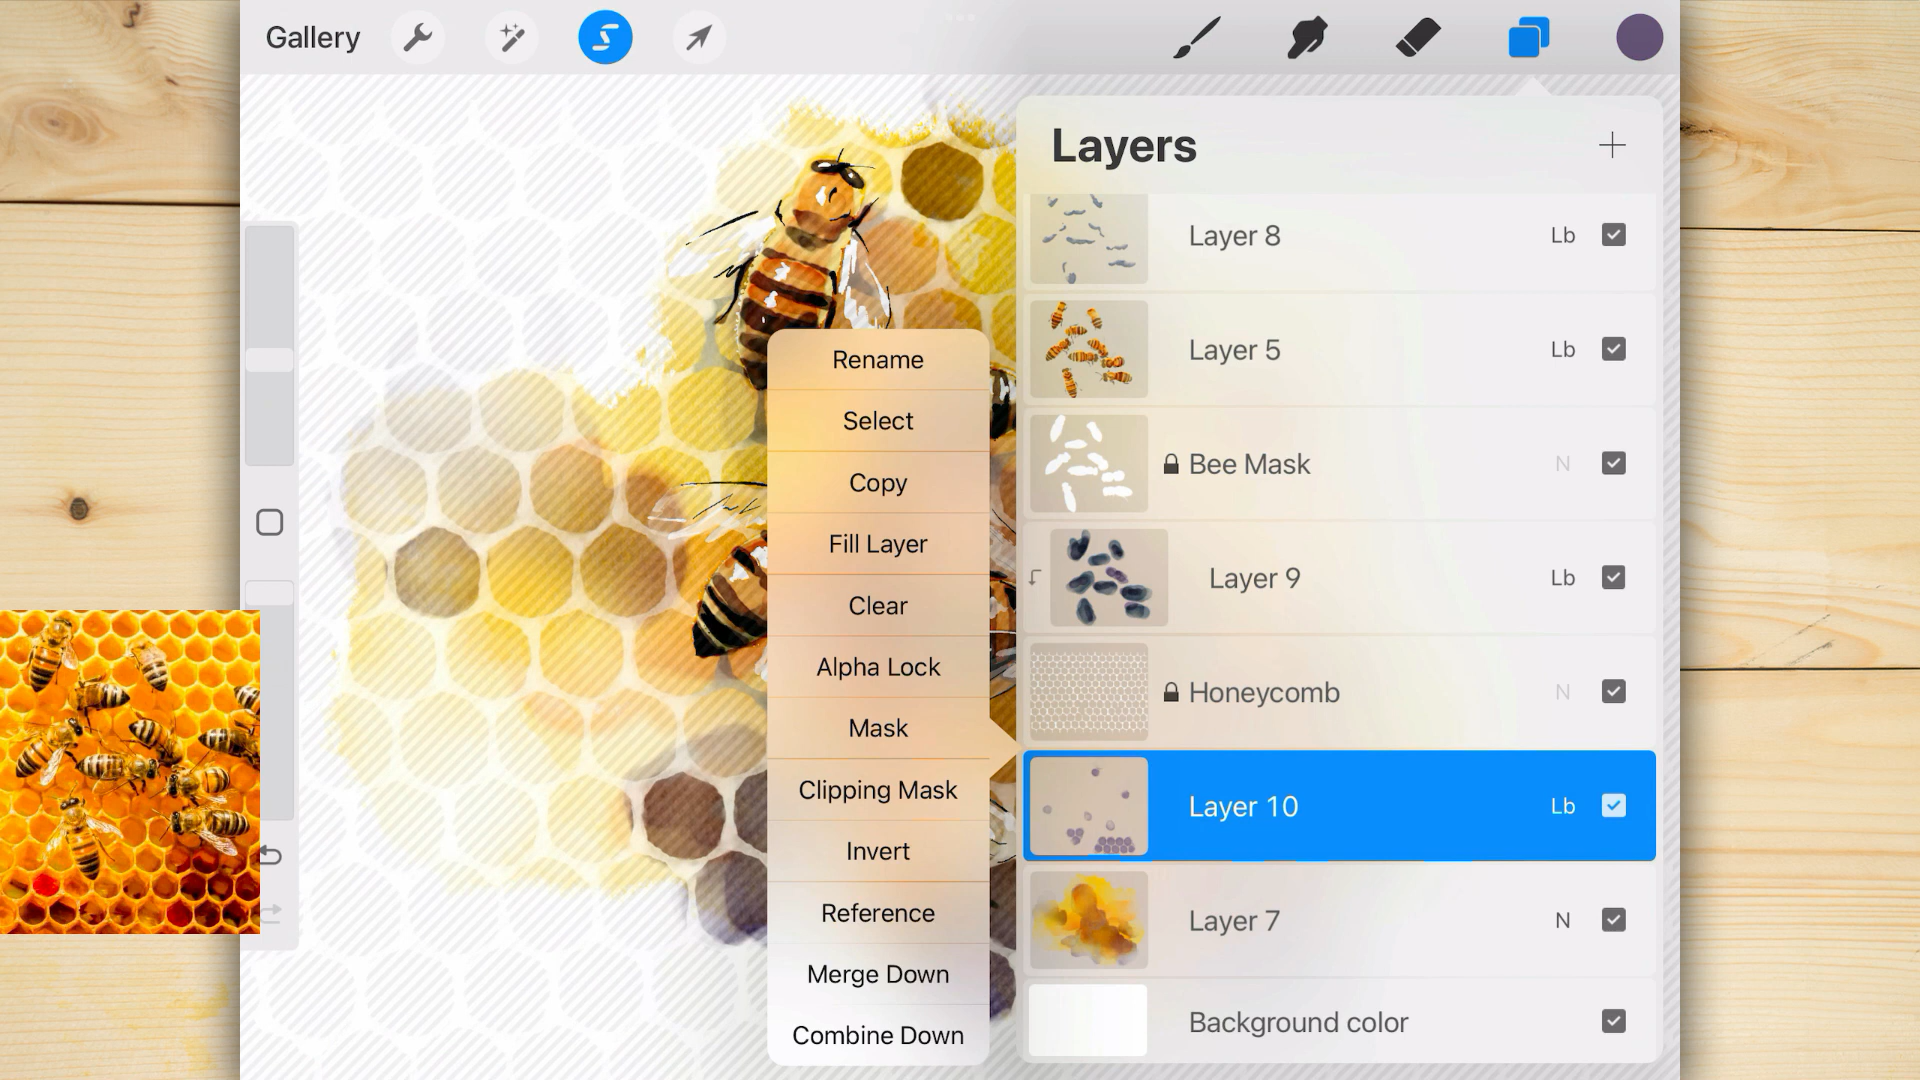 Gallery
Layers
Layer 8 Lb
Layer 5 Lb
Bee Mask N
Layer 9 Lb
Honeycomb N
Layer 10 Lb
Layer 7 N
Background color
Rename
Select
Copy
Fill Layer
Clear
Alpha Lock
Mask
Clipping Mask
Invert
Reference
Merge Down
Combine Down